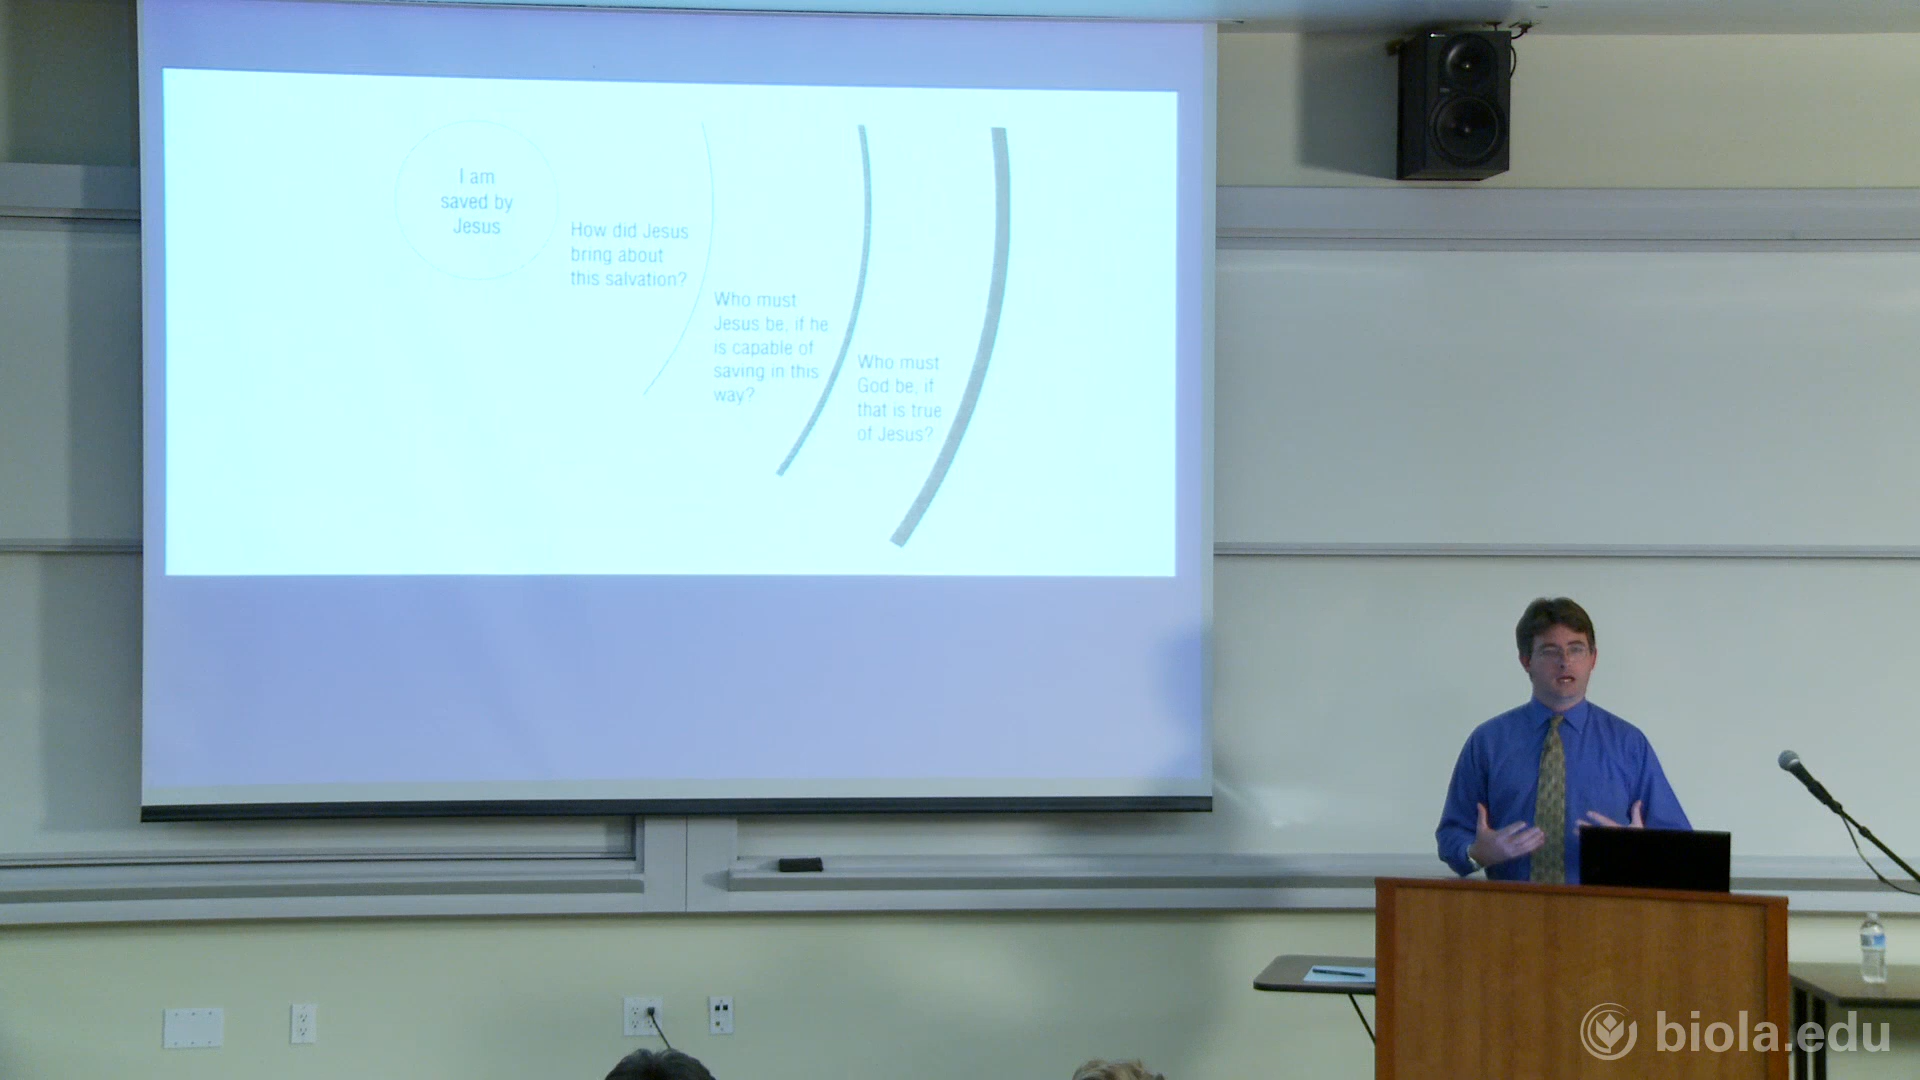 I am
saved by
Jesus
How did Jesus
bring about
this salvation?
Who must
Jesus be, if he
is capable of
saving in this
way?
Who must
God be, if
that is true
of Jesus?
biola.edu